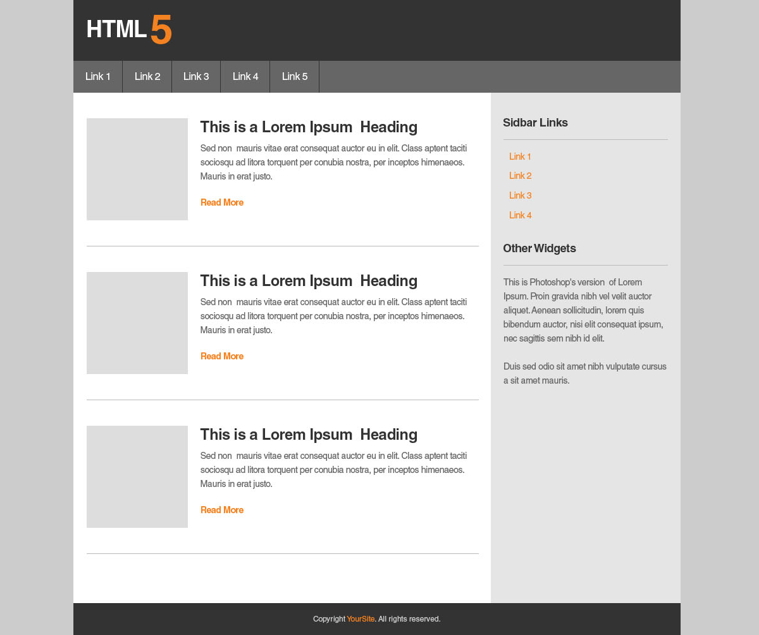 HTML 5
Link 1 Link 2 Link 3 Link 4 Link 5
This is a Lorem Ipsum  Heading
Sed non  mauris vitae erat consequat auctor eu in elit. Class aptent taciti
sociosqu ad litora torquent per conubia nostra, per inceptos himenaeos.
Mauris in erat justo.
Read More
This is a Lorem Ipsum  Heading
Sed non  mauris vitae erat consequat auctor eu in elit. Class aptent taciti
sociosqu ad litora torquent per conubia nostra, per inceptos himenaeos.
Mauris in erat justo.
Read More
This is a Lorem Ipsum  Heading
Sed non  mauris vitae erat consequat auctor eu in elit. Class aptent taciti
sociosqu ad litora torquent per conubia nostra, per inceptos himenaeos.
Mauris in erat justo.
Read More
Sidbar Links
Link 1
Link 2
Link 3
Link 4
Other Widgets
This is Photoshop's version  of Lorem
Ipsum. Proin gravida nibh vel velit auctor
aliquet. Aenean sollicitudin, lorem quis
bibendum auctor, nisi elit consequat ipsum,
nec sagittis sem nibh id elit.
Duis sed odio sit amet nibh vulputate cursus
a sit amet mauris.
Copyright YourSite. All rights reserved.